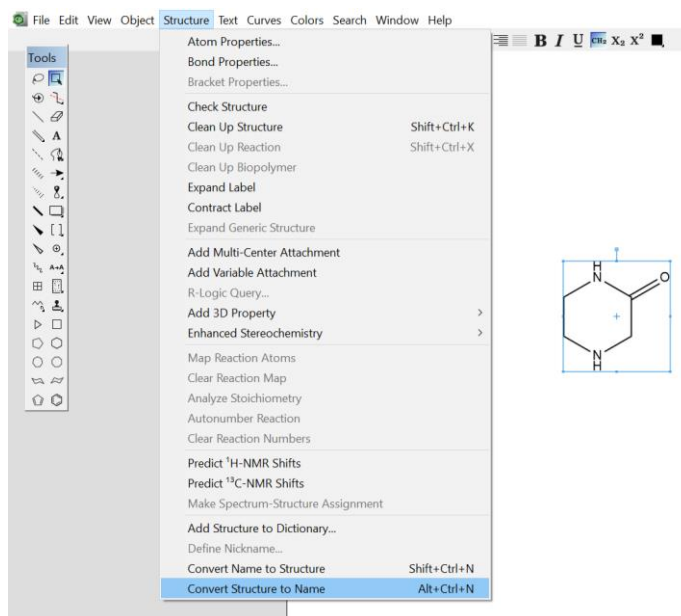 File Edit View Object Structure Text Curves Colors Search Window Help
B I U CH₂ X₂ X²
Tools
A
A→A
Atom Properties...
Bond Properties...
Bracket Properties...
Check Structure
Clean Up Structure Shift+Ctrl+K
Clean Up Reaction Shift+Ctrl+X
Clean Up Biopolymer
Expand Label
Contract Label
Expand Generic Structure
Add Multi-Center Attachment
Add Variable Attachment
R-Logic Query...
Add 3D Property
Enhanced Stereochemistry
Map Reaction Atoms
Clear Reaction Map
Analyze Stoichiometry
Autonumber Reaction
Clear Reaction Numbers
Predict ¹H-NMR Shifts
Predict ¹³C-NMR Shifts
Make Spectrum-Structure Assignment
Add Structure to Dictionary...
Define Nickname...
Convert Name to Structure Shift+Ctrl+N
Convert Structure to Name Alt+Ctrl+N
H
N
O
N
H